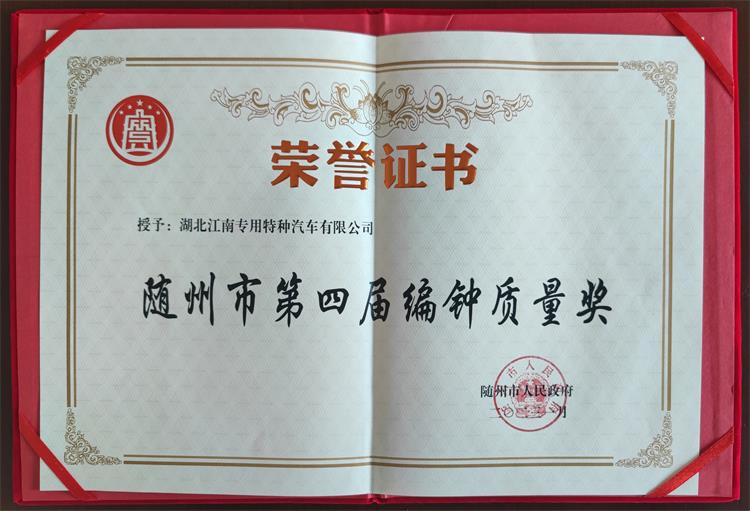 荣誉证书
授予：湖北江南专用特种汽车有限公司
随州市第四届编钟质量奖
随州市人民政府